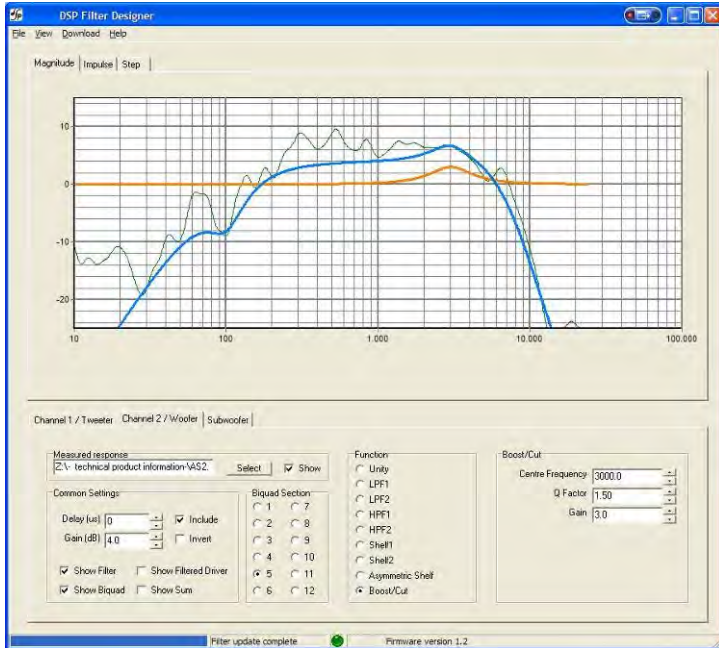 DSP Filter Designer
File View Download Help
Magnitude Impulse Step
10
0
-10
-20
10 100 1.000 10.000 100.000
Channel 1 / Tweeter Channel 2 / Woofer Subwoofer
Measured response
Z:\- technical product information-\AS2. Select Show
Common Settings
Delay (us) 0 Include
Gain (dB) 4.0 Invert
Show Filter Show Filtered Driver
Show Biquad Show Sum
Biquad Section
1 7
2 8
3 9
4 10
5 11
6 12
Function
Unity
LPF1
LPF2
HPF1
HPF2
Shelf1
Shelf2
Asymmetric Shelf
Boost/Cut
Boost/Cut
Centre Frequency 3000.0
Q Factor 1.50
Gain 3.0
Filter update complete Firmware version 1.2